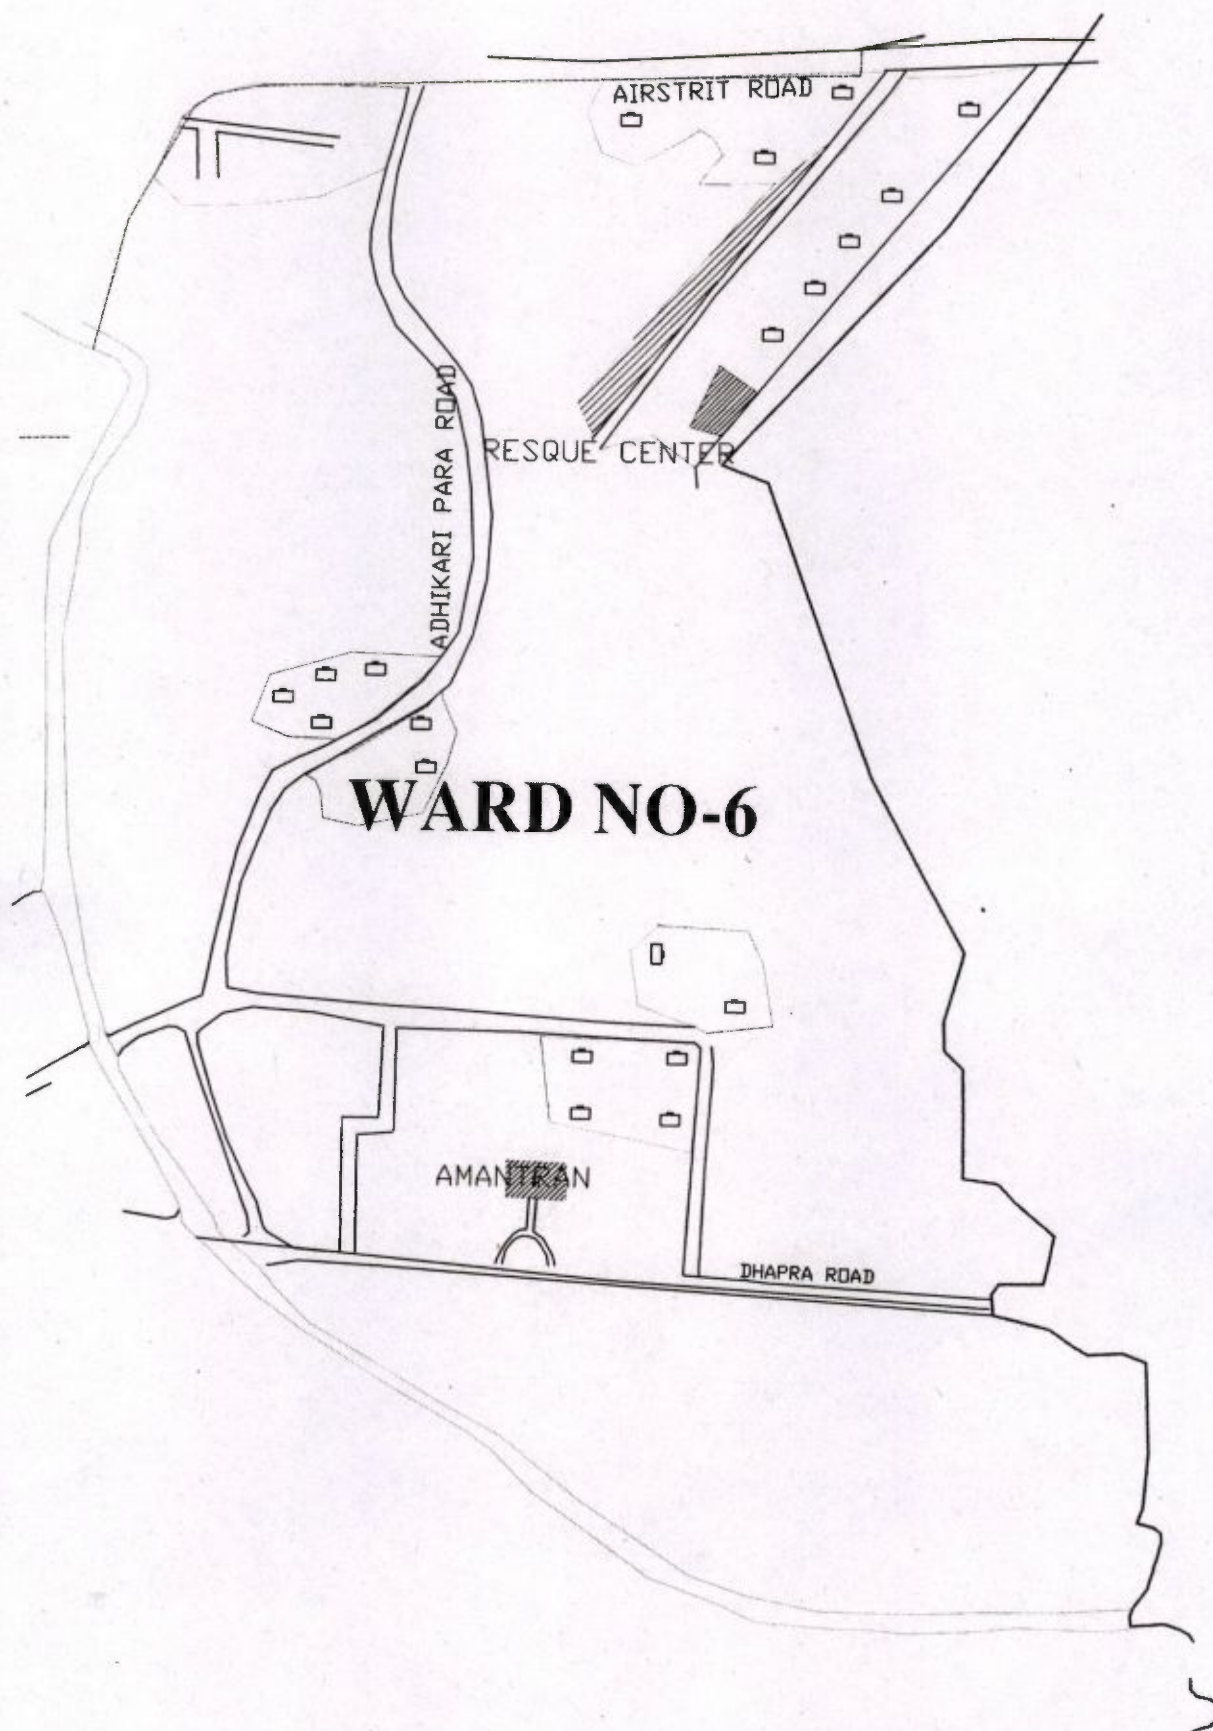 AIRSTRIT ROAD
ADHIKARI PARA ROAD
RESQUE CENTER
WARD NO-6
AMANTRAN
DHAPRA ROAD